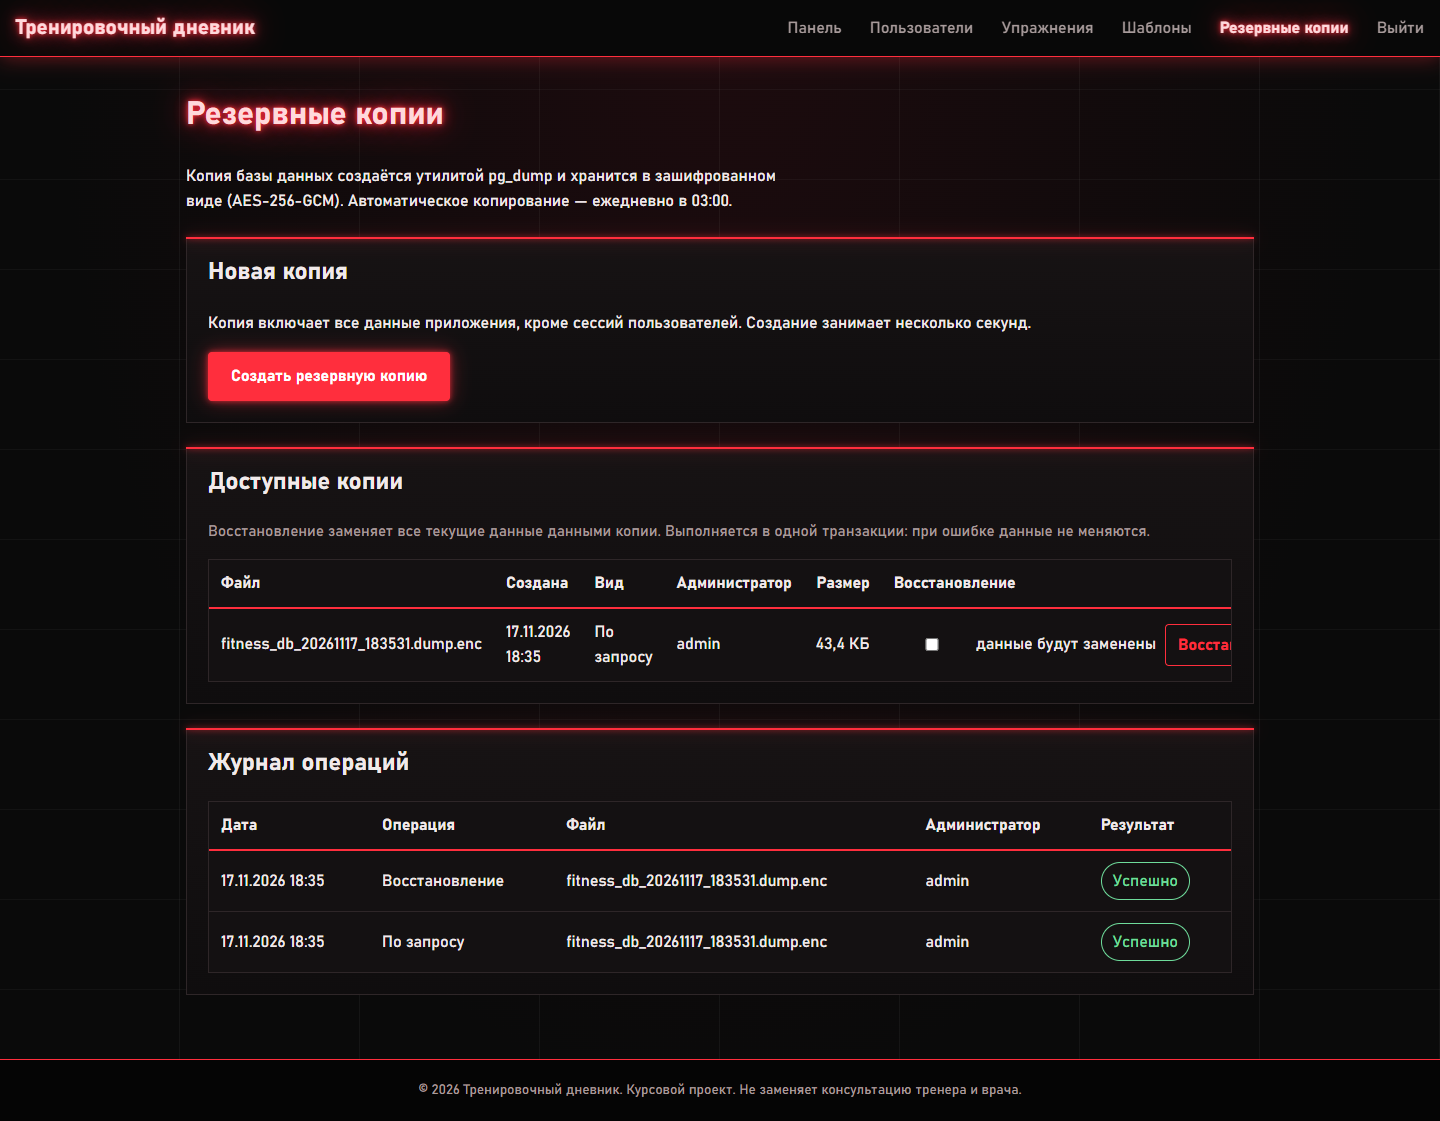 Тренировочный дневник
Панель Пользователи Упражнения Шаблоны Резервные копии Выйти
Резервные копии
Копия базы данных создаётся утилитой pg_dump и хранится в зашифрованном
виде (AES-256-GCM). Автоматическое копирование — ежедневно в 03:00.
Новая копия
Копия включает все данные приложения, кроме сессий пользователей. Создание занимает несколько секунд.
Создать резервную копию
Доступные копии
Восстановление заменяет все текущие данные данными копии. Выполняется в одной транзакции: при ошибке данные не меняются.
Файл Создана Вид Администратор Размер Восстановление
fitness_db_20261117_183531.dump.enc 17.11.2026 18:35 По запросу admin 43,4 КБ данные будут заменены
Журнал операций
Дата Операция Файл Администратор Результат
17.11.2026 18:35 Восстановление fitness_db_20261117_183531.dump.enc admin Успешно
17.11.2026 18:35 По запросу fitness_db_20261117_183531.dump.enc admin Успешно
© 2026 Тренировочный дневник. Курсовой проект. Не заменяет консультацию тренера и врача.